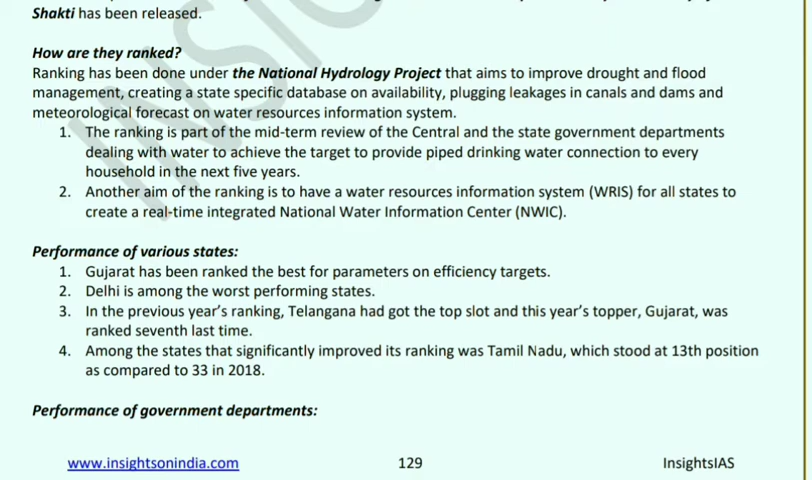 Shakti has been released.
How are they ranked?
Ranking has been done under the National Hydrology Project that aims to improve drought and flood
management, creating a state specific database on availability, plugging leakages in canals and dams and
meteorological forecast on water resources information system.
1. The ranking is part of the mid-term review of the Central and the state government departments
dealing with water to achieve the target to provide piped drinking water connection to every
household in the next five years.
2. Another aim of the ranking is to have a water resources information system (WRIS) for all states to
create a real-time integrated National Water Information Center (NWIC).
Performance of various states:
1. Gujarat has been ranked the best for parameters on efficiency targets.
2. Delhi is among the worst performing states.
3. In the previous year's ranking, Telangana had got the top slot and this year's topper, Gujarat, was
ranked seventh last time.
4. Among the states that significantly improved its ranking was Tamil Nadu, which stood at 13th position
as compared to 33 in 2018.
Performance of government departments:
www.insightsonindia.com 129 InsightsIAS